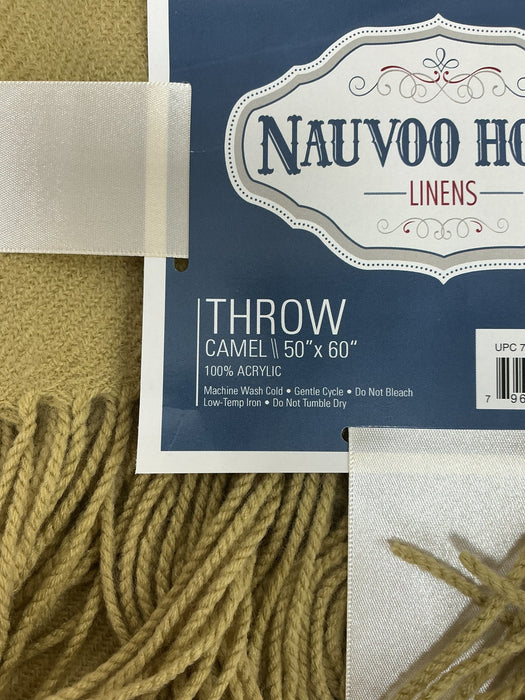 NAUVOO HO
LINENS
THROW
CAMEL \\ 50" x 60"
100% ACRYLIC
Machine Wash Cold • Gentle Cycle • Do Not Bleach
Low-Temp Iron • Do Not Tumble Dry
UPC 7
7 96